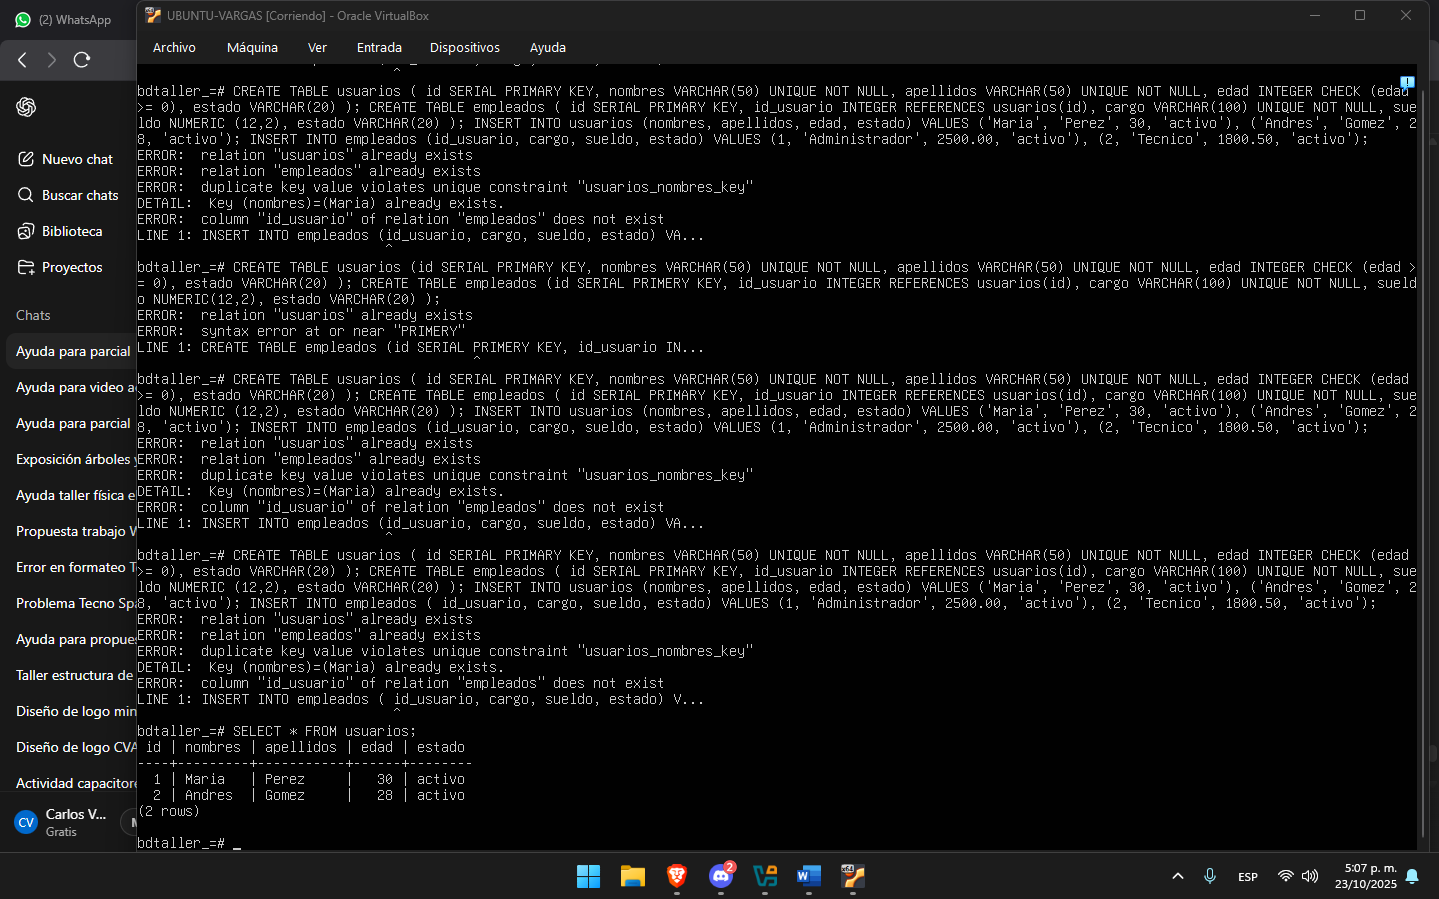 (2) WhatsApp
UBUNTU-VARGAS [Corriendo] - Oracle VirtualBox
Archivo Máquina Ver Entrada Dispositivos Ayuda
Nuevo chat
Buscar chats
Biblioteca
Proyectos
Chats
Ayuda para parcial
Ayuda para video a
Ayuda para parcial
Exposición árboles y
Ayuda taller física e
Propuesta trabajo W
Error en formateo T
Problema Tecno Spa
Ayuda para propue
Taller estructura de
Diseño de logo min
Diseño de logo CVA
Actividad capacitore
CV
Carlos V...
Gratis
bdtaller_=# CREATE TABLE usuarios ( id SERIAL PRIMARY KEY, nombres VARCHAR(50) UNIQUE NOT NULL, apellidos VARCHAR(50) UNIQUE NOT NULL, edad INTEGER CHECK (edad
>= 0), estado VARCHAR(20) ); CREATE TABLE empleados ( id SERIAL PRIMARY KEY, id_usuario INTEGER REFERENCES usuarios(id), cargo VARCHAR(100) UNIQUE NOT NULL, sue
ldo NUMERIC (12,2), estado VARCHAR(20) ); INSERT INTO usuarios (nombres, apellidos, edad, estado) VALUES ('Maria', 'Perez', 30, 'activo'), ('Andres', 'Gomez', 2
8, 'activo'); INSERT INTO empleados (id_usuario, cargo, sueldo, estado) VALUES (1, 'Administrador', 2500.00, 'activo'), (2, 'Tecnico', 1800.50, 'activo');
ERROR:  relation "usuarios" already exists
ERROR:  relation "empleados" already exists
ERROR:  duplicate key value violates unique constraint "usuarios_nombres_key"
DETAIL:  Key (nombres)=(Maria) already exists.
ERROR:  column "id_usuario" of relation "empleados" does not exist
LINE 1: INSERT INTO empleados (id_usuario, cargo, sueldo, estado) VA...
^
bdtaller_=# CREATE TABLE usuarios (id SERIAL PRIMARY KEY, nombres VARCHAR(50) UNIQUE NOT NULL, apellidos VARCHAR(50) UNIQUE NOT NULL, edad INTEGER CHECK (edad >
= 0), estado VARCHAR(20) ); CREATE TABLE empleados (id SERIAL PRIMERY KEY, id_usuario INTEGER REFERENCES usuarios(id), cargo VARCHAR(100) UNIQUE NOT NULL, sueld
o NUMERIC(12,2), estado VARCHAR(20) );
ERROR:  relation "usuarios" already exists
ERROR:  syntax error at or near "PRIMERY"
LINE 1: CREATE TABLE empleados (id SERIAL PRIMERY KEY, id_usuario IN...
^
bdtaller_=# CREATE TABLE usuarios ( id SERIAL PRIMARY KEY, nombres VARCHAR(50) UNIQUE NOT NULL, apellidos VARCHAR(50) UNIQUE NOT NULL, edad INTEGER CHECK (edad
>= 0), estado VARCHAR(20) ); CREATE TABLE empleados ( id SERIAL PRIMARY KEY, id_usuario INTEGER REFERENCES usuarios(id), cargo VARCHAR(100) UNIQUE NOT NULL, sue
ldo NUMERIC (12,2), estado VARCHAR(20) ); INSERT INTO usuarios (nombres, apellidos, edad, estado) VALUES ('Maria', 'Perez', 30, 'activo'), ('Andres', 'Gomez', 2
8, 'activo'); INSERT INTO empleados (id_usuario, cargo, sueldo, estado) VALUES (1, 'Administrador', 2500.00, 'activo'), (2, 'Tecnico', 1800.50, 'activo');
ERROR:  relation "usuarios" already exists
ERROR:  relation "empleados" already exists
ERROR:  duplicate key value violates unique constraint "usuarios_nombres_key"
DETAIL:  Key (nombres)=(Maria) already exists.
ERROR:  column "id_usuario" of relation "empleados" does not exist
LINE 1: INSERT INTO empleados (id_usuario, cargo, sueldo, estado) VA...
^
bdtaller_=# CREATE TABLE usuarios ( id SERIAL PRIMARY KEY, nombres VARCHAR(50) UNIQUE NOT NULL, apellidos VARCHAR(50) UNIQUE NOT NULL, edad INTEGER CHECK (edad
>= 0), estado VARCHAR(20) ); CREATE TABLE empleados ( id SERIAL PRIMARY KEY, id_usuario INTEGER REFERENCES usuarios(id), cargo VARCHAR(100) UNIQUE NOT NULL, sue
ldo NUMERIC (12,2), estado VARCHAR(20) ); INSERT INTO usuarios (nombres, apellidos, edad, estado) VALUES ('Maria', 'Perez', 30, 'activo'), ('Andres', 'Gomez', 2
8, 'activo'); INSERT INTO empleados ( id_usuario, cargo, sueldo, estado) VALUES (1, 'Administrador', 2500.00, 'activo'), (2, 'Tecnico', 1800.50, 'activo');
ERROR:  relation "usuarios" already exists
ERROR:  relation "empleados" already exists
ERROR:  duplicate key value violates unique constraint "usuarios_nombres_key"
DETAIL:  Key (nombres)=(Maria) already exists.
ERROR:  column "id_usuario" of relation "empleados" does not exist
LINE 1: INSERT INTO empleados ( id_usuario, cargo, sueldo, estado) V...
^
bdtaller_=# SELECT * FROM usuarios;
id | nombres | apellidos | edad | estado
----+---------+-----------+------+--------
1 | Maria   | Perez     |   30 | activo
2 | Andres  | Gomez     |   28 | activo
(2 rows)
bdtaller_=# _
2
ESP
5:07 p. m.
23/10/2025